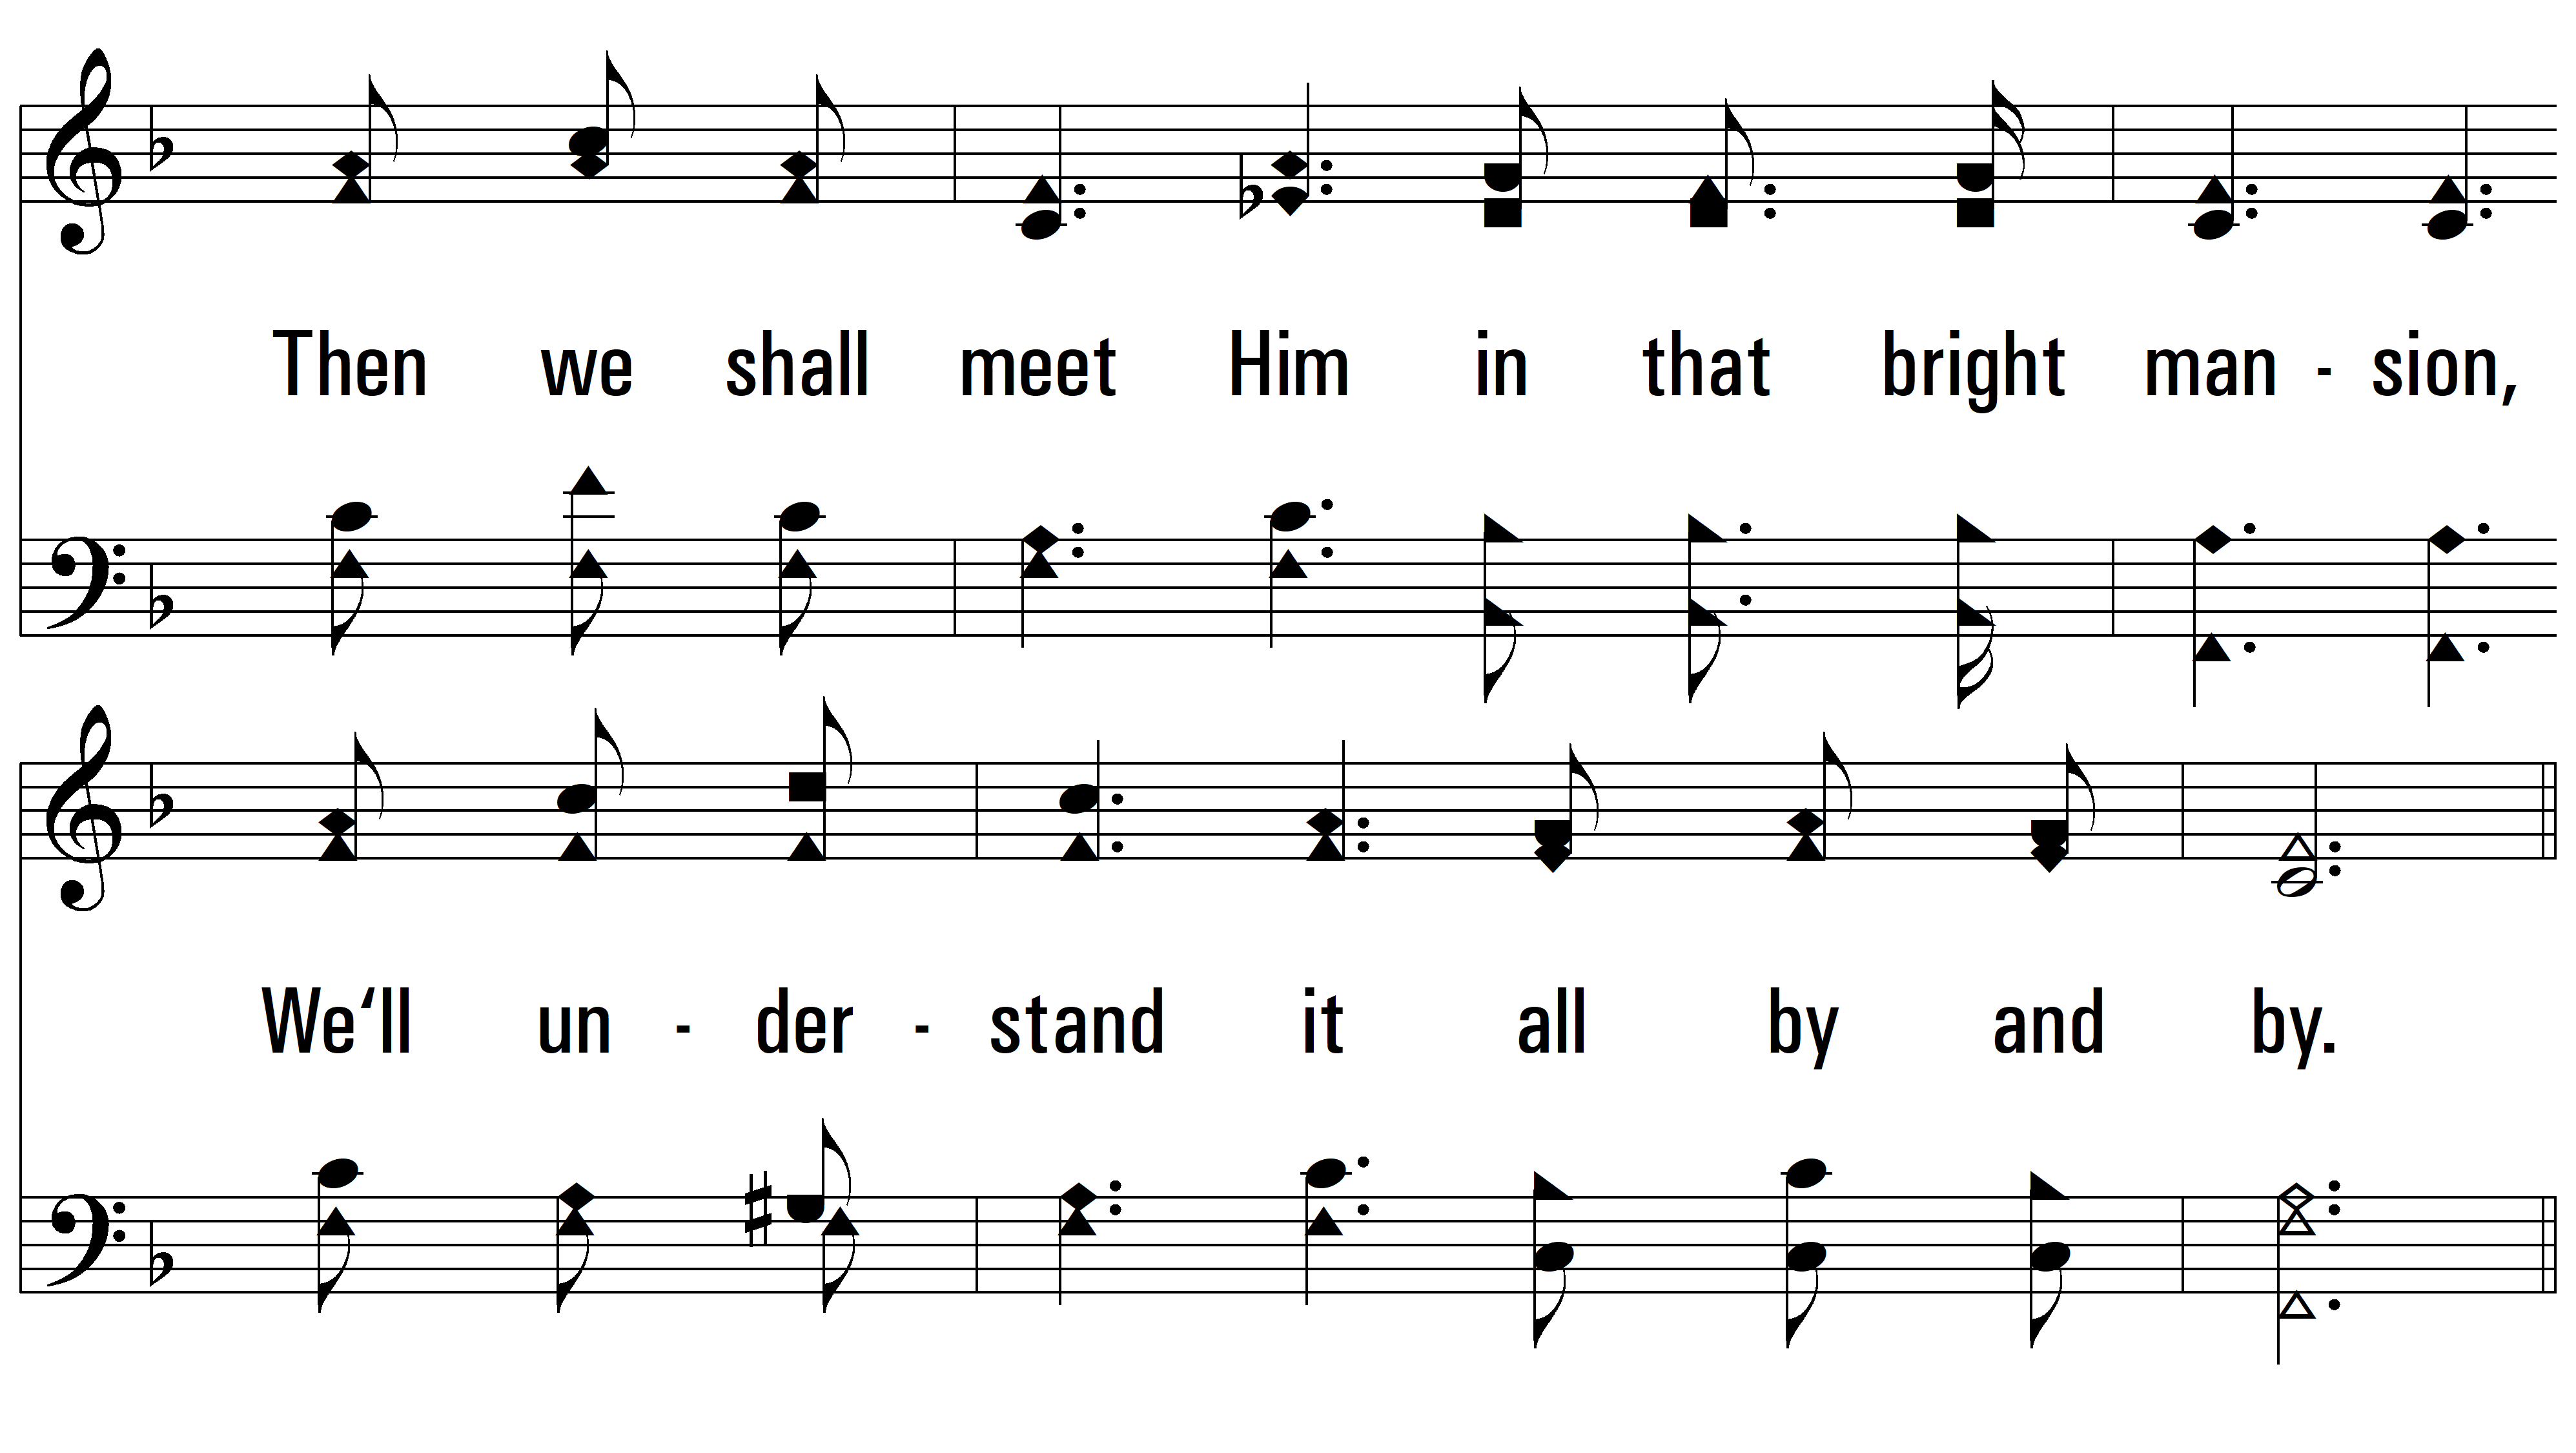 Then we shall meet Him in that bright man - sion,
We‘ll un - der - stand it all by and by.